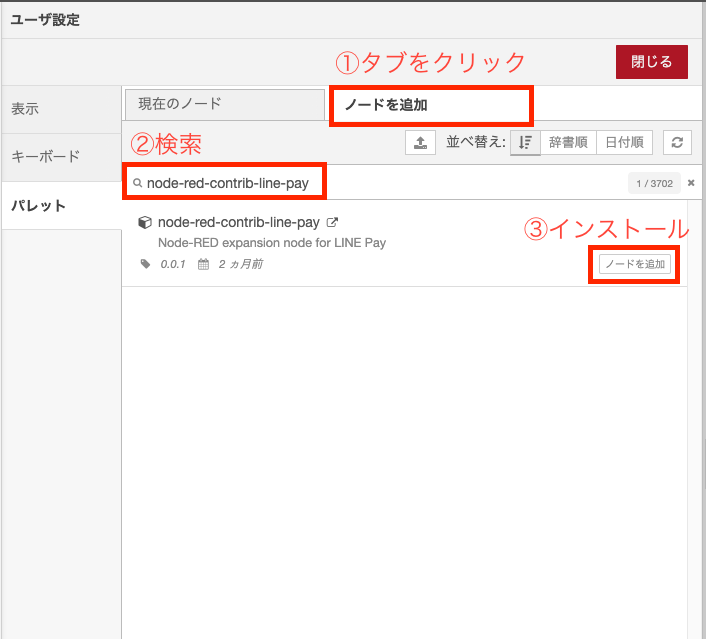 ユーザ設定
①タブをクリック
閉じる
表示
キーボード
パレット
現在のノード
ノードを追加
②検索
並べ替え:
辞書順
日付順
node-red-contrib-line-pay
1 / 3702
node-red-contrib-line-pay
Node-RED expansion node for LINE Pay
0.0.1
2 ヵ月前
③インストール
ノードを追加